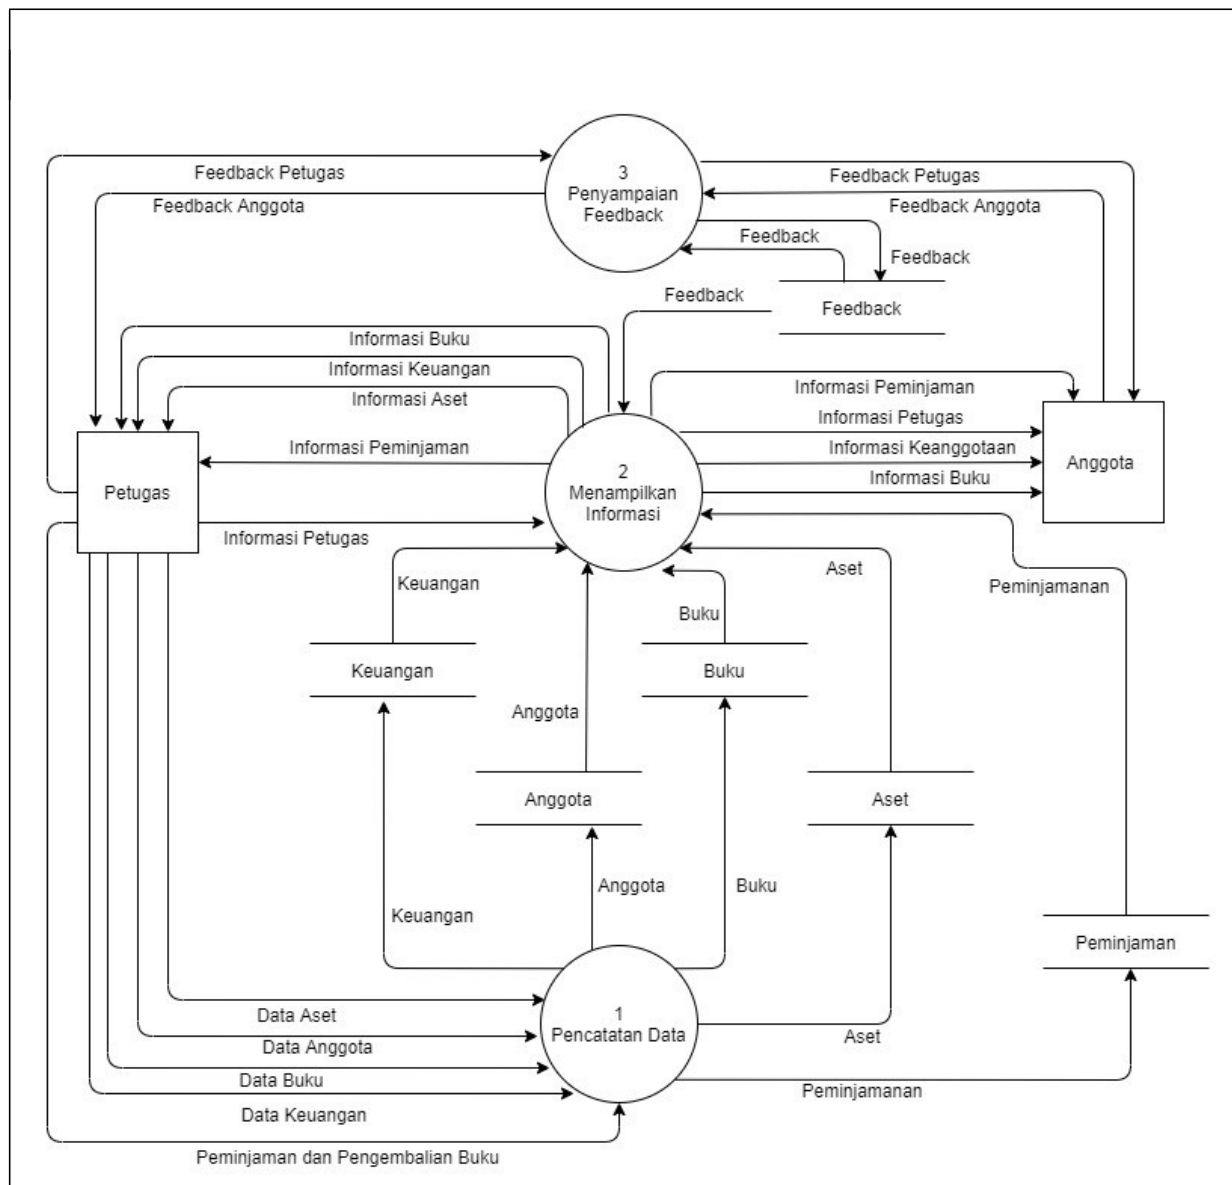 3
Penyampaian
Feedback
Feedback Petugas
Feedback Anggota
Feedback Petugas
Feedback Anggota
Feedback
Feedback
Feedback
Feedback
Informasi Buku
Informasi Keuangan
Informasi Aset
Informasi Peminjaman
Informasi Peminjaman
Informasi Petugas
Informasi Keanggotaan
Informasi Buku
Petugas
2
Menampilkan
Informasi
Anggota
Informasi Petugas
Keuangan
Aset
Peminjamanan
Buku
Keuangan
Buku
Anggota
Anggota
Aset
Anggota
Buku
Keuangan
Peminjaman
1
Pencatatan Data
Data Aset
Data Anggota
Data Buku
Data Keuangan
Aset
Peminjamanan
Peminjaman dan Pengembalian Buku